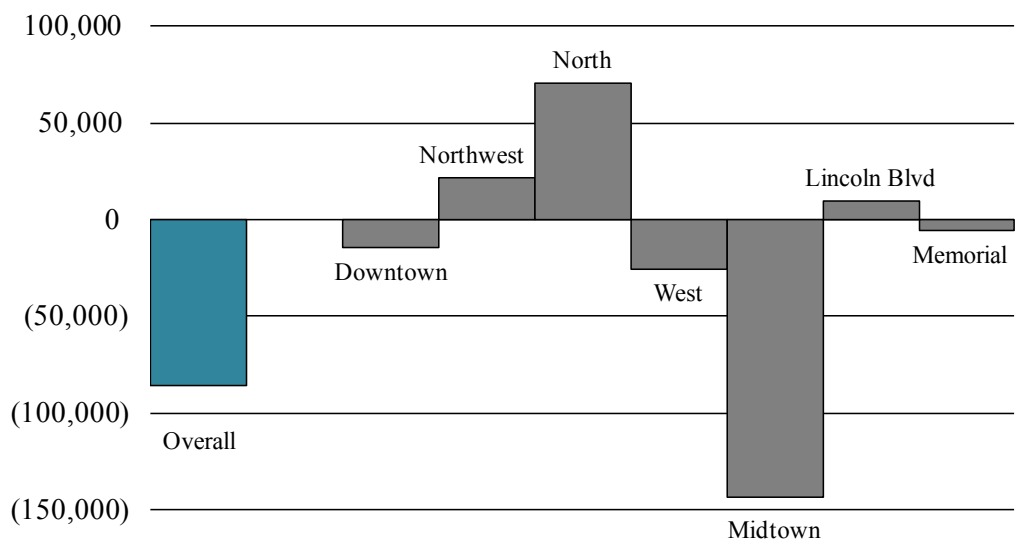 100,000
North
50,000
Northwest
Lincoln Blvd
0
Memorial
Downtown
West
(50,000)
(100,000)
Overall
(150,000)
Midtown